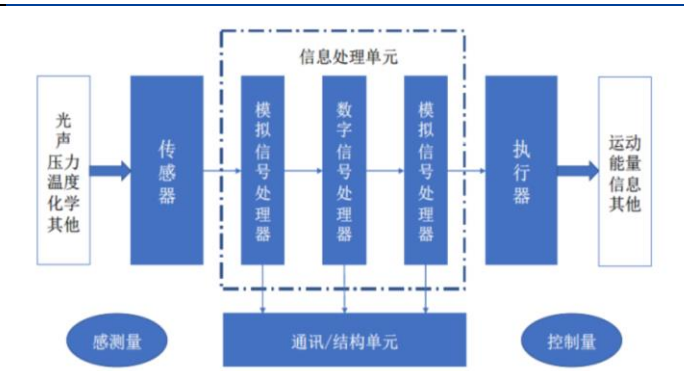 信息处理单元
光
声
压力
温度
化学
其他
传感器
模拟信号处理器
数字信号处理器
模拟信号处理器
执行器
运动
能量
信息
其他
感测量
通讯/结构单元
控制量